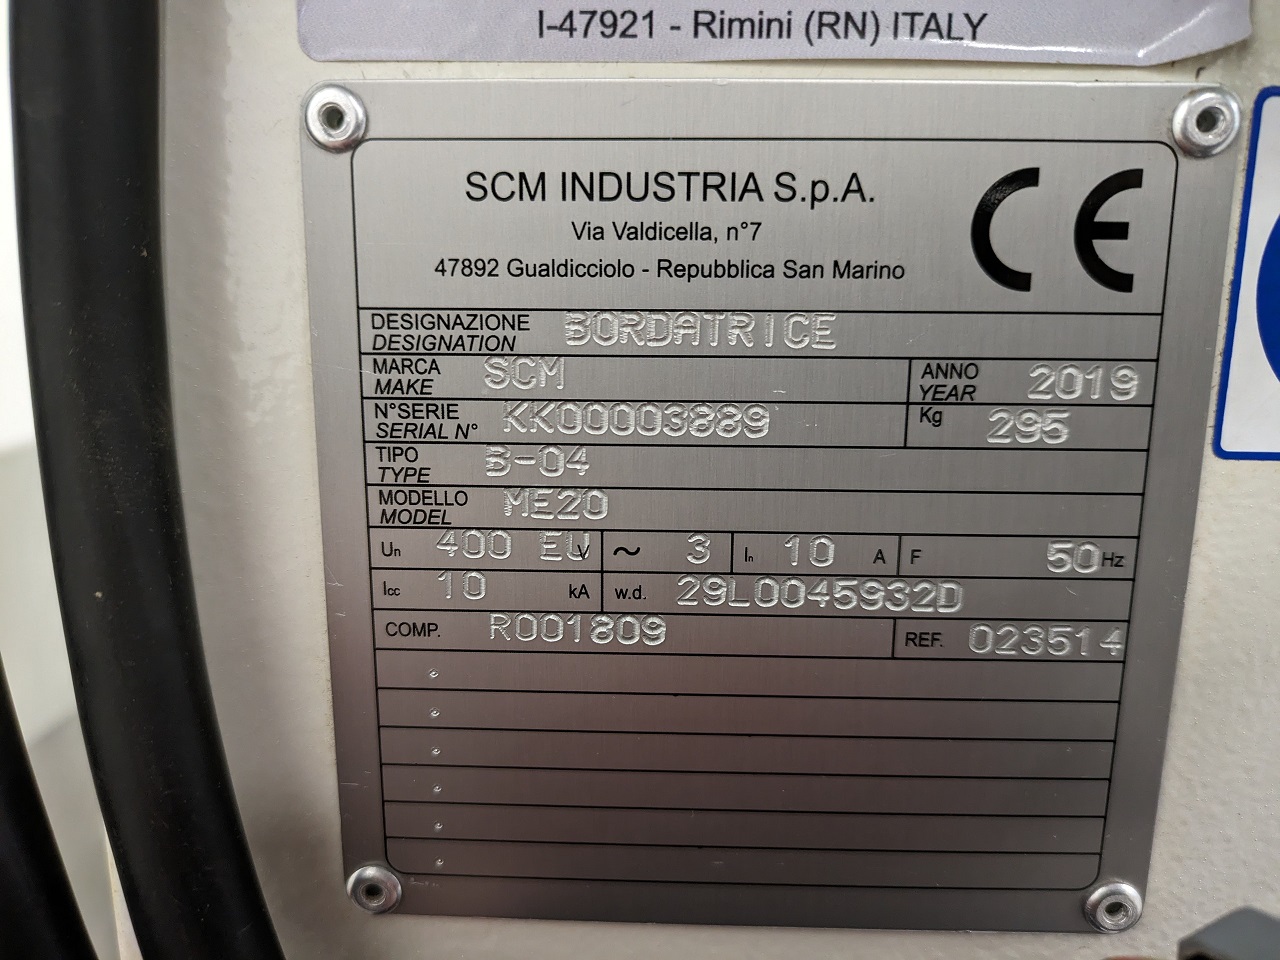 I-47921 - Rimini (RN) ITALY
SCM INDUSTRIA S.p.A.
Via Valdicella, n°7
47892 Gualdicciolo - Repubblica San Marino
CE
DESIGNAZIONE
DESIGNATION
BORDATRICE
MARCA
MAKE
SCM
ANNO
YEAR
2019
N°SERIE
SERIAL N°
KK00003889
Kg
295
TIPO
TYPE
B-04
MODELLO
MODEL
ME20
Un 400 EU V ~ 3 In 10 A F 50 Hz
Icc 10 kA w.d. 29L0045932D
COMP. R001809 REF. 023514